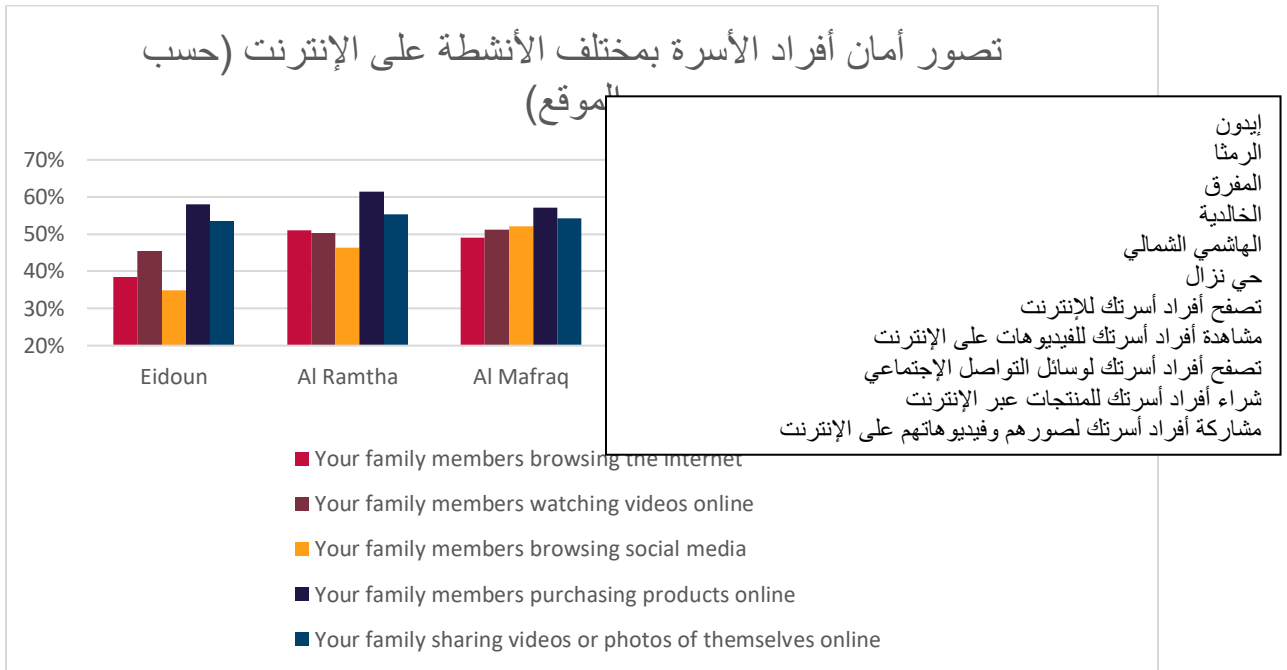 تصور أمان أفراد الأسرة بمختلف الأنشطة على الإنترنت (حسب
الموقع)
إيدون
الرمثا
المفرق
الخالدية
الهاشمي الشمالي
حي نزال
تصفح أفراد أسرتك للإنترنت
مشاهدة أفراد أسرتك للفيديوهات على الإنترنت
تصفح أفراد أسرتك لوسائل التواصل الإجتماعي
شراء أفراد أسرتك للمنتجات عبر الإنترنت
مشاركة أفراد أسرتك لصورهم وفيديوهاتهم على الإنترنت
70%
60%
50%
40%
30%
20%
Eidoun Al Ramtha Al Mafraq
Your family members browsing the internet
Your family members watching videos online
Your family members browsing social media
Your family members purchasing products online
Your family sharing videos or photos of themselves online